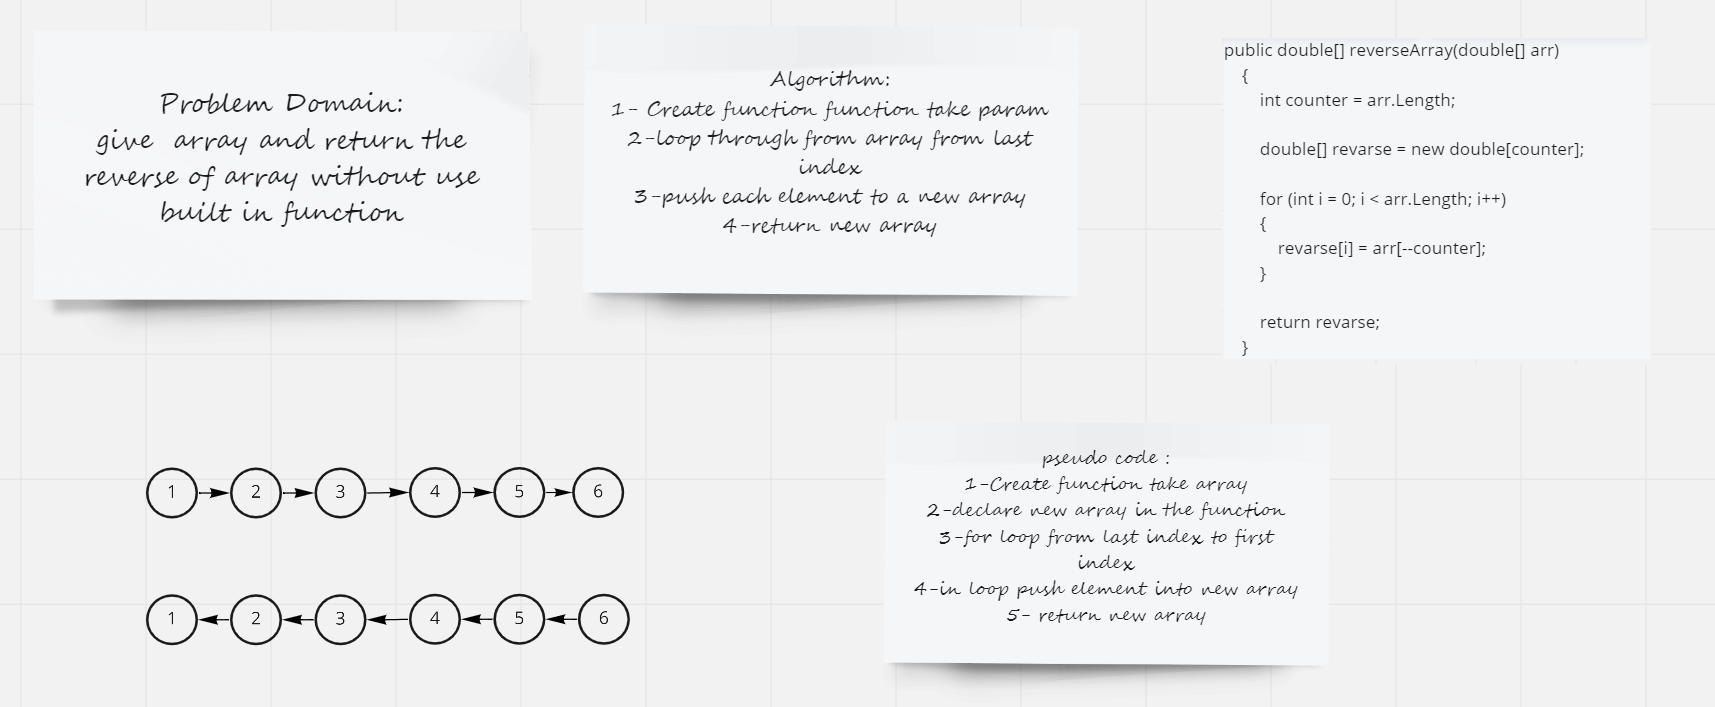 Problem Domain:
give array and return the
reverse of array without use
built in function
Algorithm:
1- Create function function take param
2-loop through from array from last
index
3-push each element to a new array
4-return new array
public double[] reverseArray(double[] arr)
{
int counter = arr.Length;
double[] revarse = new double[counter];
for (int i = 0; i < arr.Length; i++)
{
revarse[i] = arr[--counter];
}
return revarse;
}
1 2 3 4 5 6
1 2 3 4 5 6
pseudo code :
1-Create function take array
2-declare new array in the function
3-for loop from last index to first
index
4-in loop push element into new array
5- return new array